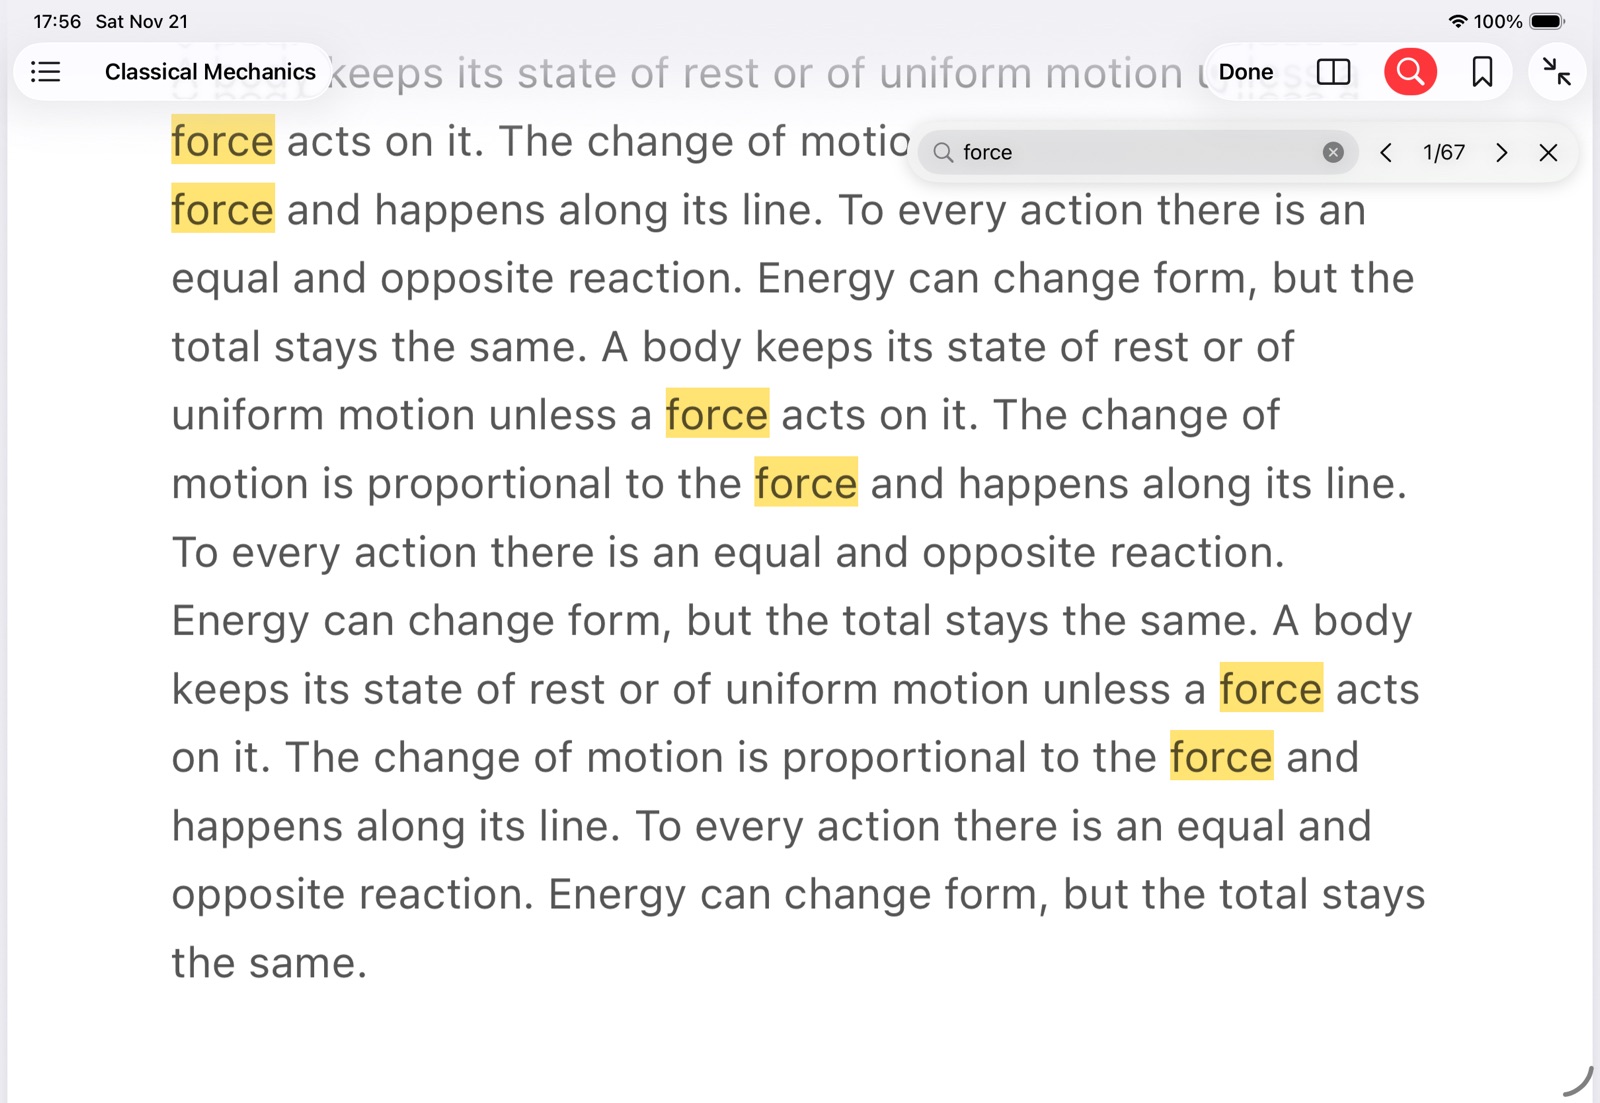 17:56 Sat Nov 21
100%
Classical Mechanics
Done
keeps its state of rest or of uniform motion
force
1/67
force acts on it. The change of
force and happens along its line. To every action there is an
equal and opposite reaction. Energy can change form, but the
total stays the same. A body keeps its state of rest or of
uniform motion unless a force acts on it. The change of
motion is proportional to the force and happens along its line.
To every action there is an equal and opposite reaction.
Energy can change form, but the total stays the same. A body
keeps its state of rest or of uniform motion unless a force acts
on it. The change of motion is proportional to the force and
happens along its line. To every action there is an equal and
opposite reaction. Energy can change form, but the total stays
the same.